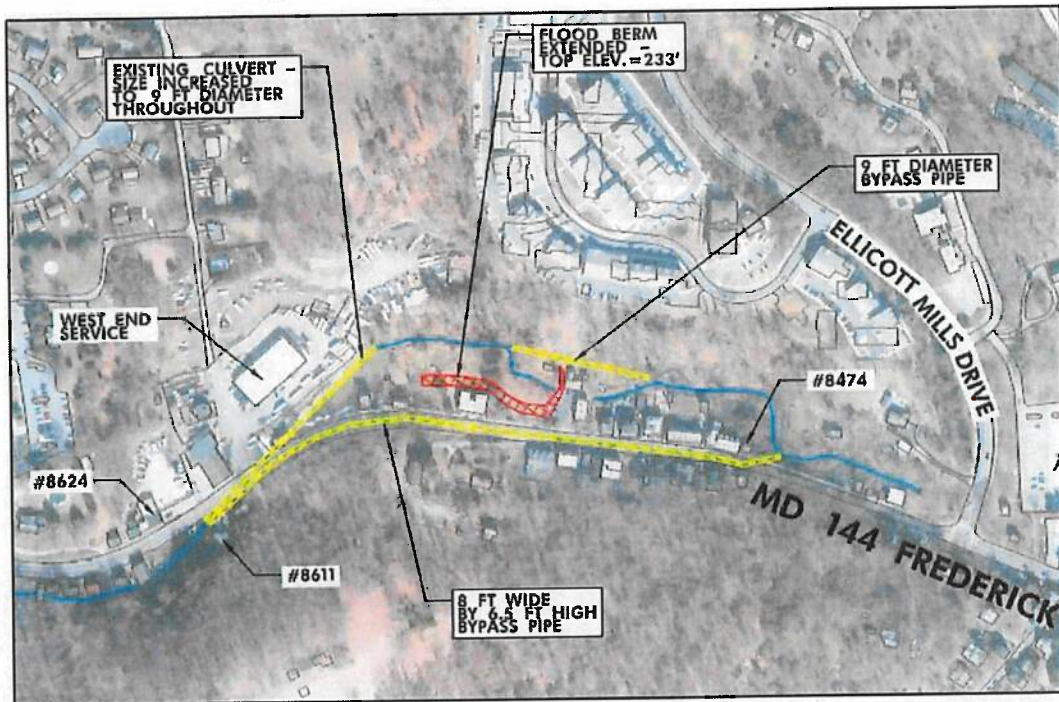 FLOOD BERM
EXTENDED -
TOP ELEV.=233'
EXISTING CULVERT -
SIZE INCREASED
TO 9 FT DIAMETER
THROUGHOUT
9 FT DIAMETER
BYPASS PIPE
ELLICOTT MILLS DRIVE
WEST END
SERVICE
#8474
#8624
MD 144 FREDERICK
#8611
8 FT WIDE
BY 6.5 FT HIGH
BYPASS PIPE